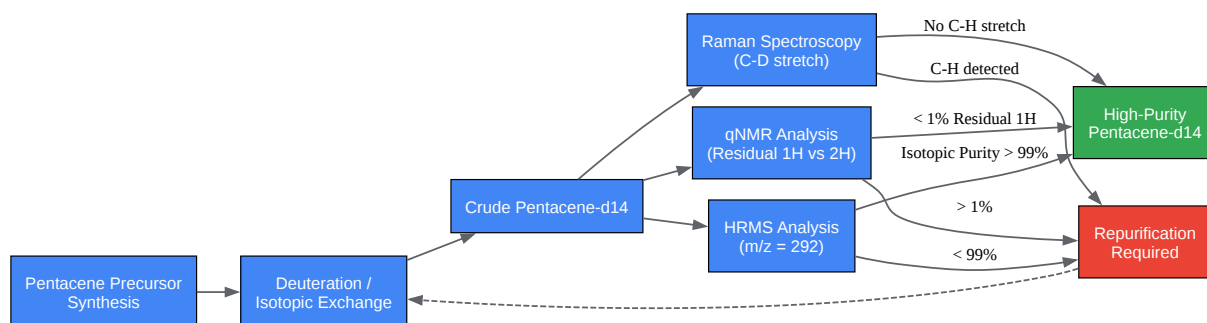 Raman Spectroscopy
(C-D stretch)
No C-H stretch
C-H detected
High-Purity
Pentacene-d14
qNMR Analysis
(Residual 1H vs 2H)
< 1% Residual 1H
Isotopic Purity > 99%
Crude Pentacene-d14
> 1%
HRMS Analysis
(m/z = 292)
< 99%
Repurification
Required
Pentacene Precursor
Synthesis
Deuteration /
Isotopic Exchange